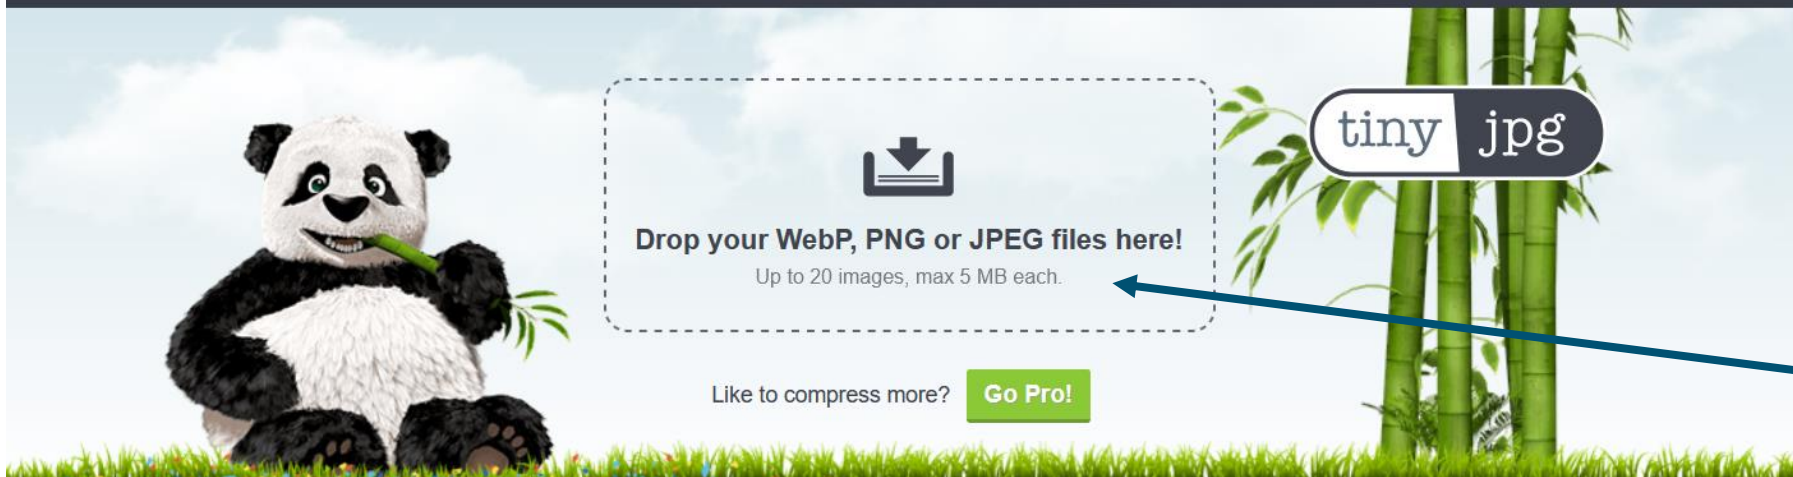 tiny jpg
Drop your WebP, PNG or JPEG files here!
Up to 20 images, max 5 MB each.
Like to compress more? Go Pro!